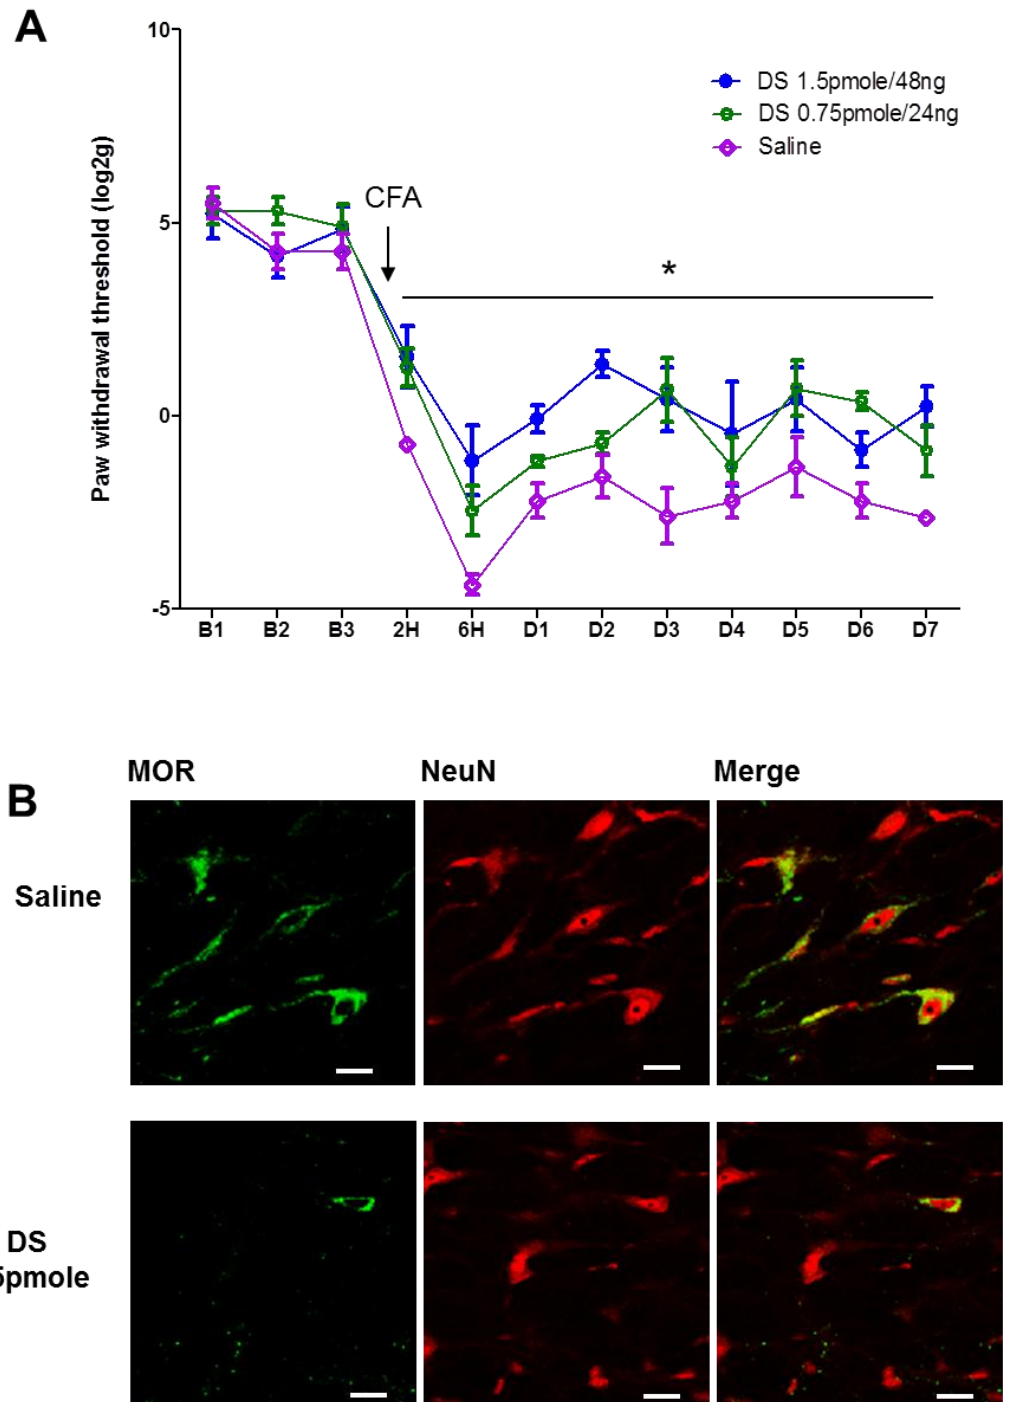 A
10
5
0
-5
Paw withdrawal threshold (log2g)
DS 1.5pmole/48ng
DS 0.75pmole/24ng
Saline
CFA
*
B1 B2 B3 2H 6H D1 D2 D3 D4 D5 D6 D7
B
MOR NeuN Merge
Saline
DS
5pmole